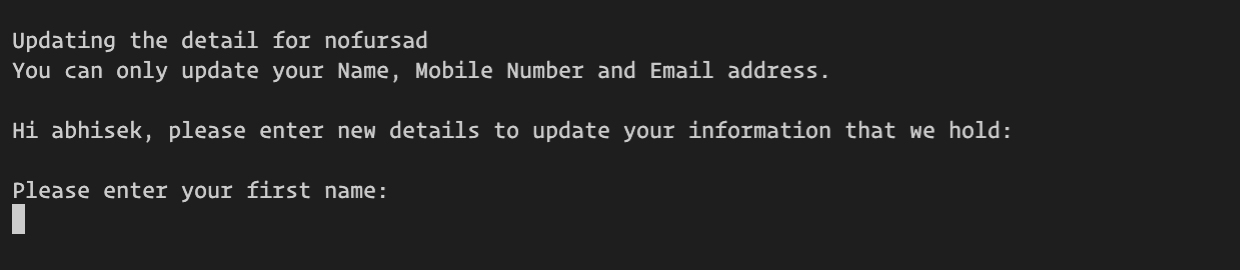 Updating the detail for nofursad
You can only update your Name, Mobile Number and Email address.
Hi abhisek, please enter new details to update your information that we hold:
Please enter your first name: